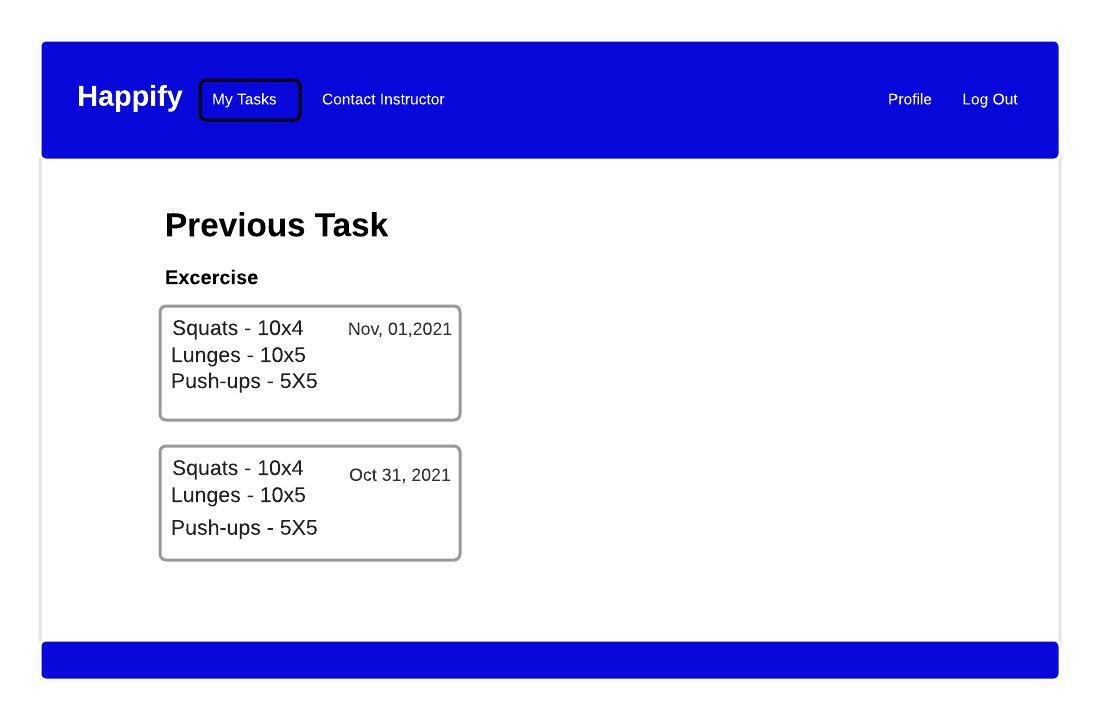 Happify My Tasks Contact Instructor Profile Log Out
Previous Task
Excercise
Squats - 10x4 Nov, 01,2021
Lunges - 10x5
Push-ups - 5X5
Squats - 10x4 Oct 31, 2021
Lunges - 10x5
Push-ups - 5X5